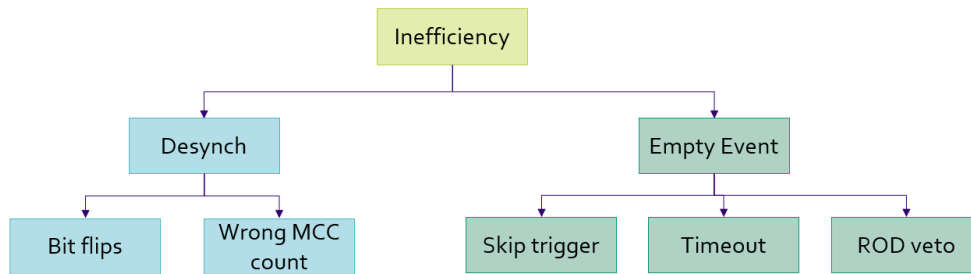 Inefficiency
Desynch
Empty Event
Bit flips
Wrong MCC
count
Skip trigger
Timeout
ROD veto